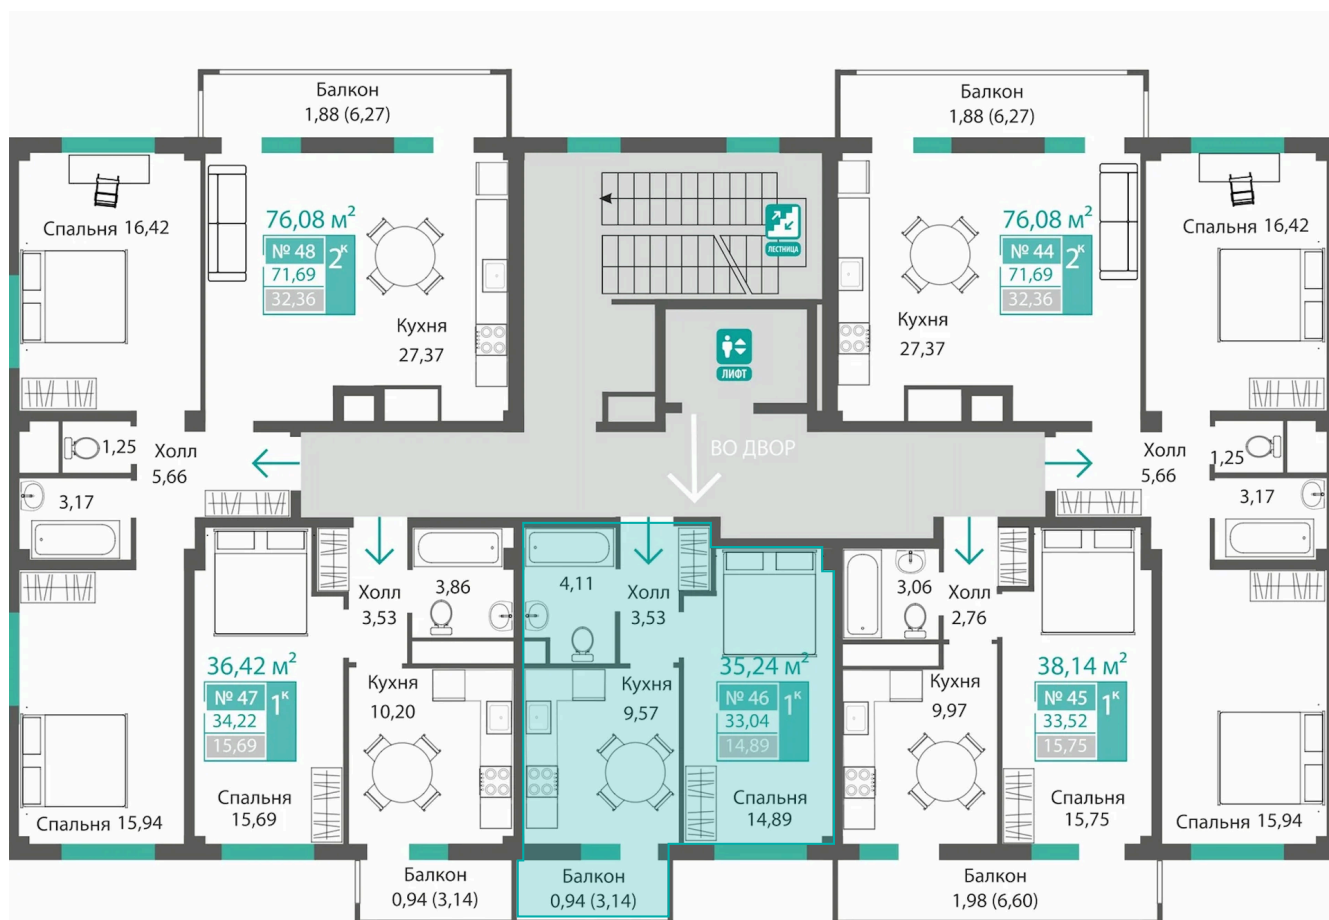 Балкон
1,88 (6,27)
Балкон
1,88 (6,27)
Спальня 16,42
76,08 м²
№ 48
2к
71,69
32,36
Кухня
27,37
ЛЕСТНИЦА
ЛИФТ
76,08 м²
№ 44
2к
71,69
32,36
Кухня
27,37
Спальня 16,42
1,25
Холл
5,66
3,17
ВО ДВОР
Холл
5,66
1,25
3,17
Холл
3,53
3,86
4,11
Холл
3,53
3,06
Холл
2,76
36,42 м²
№ 47
1к
34,22
15,69
Кухня
10,20
Кухня
9,57
35,24 м²
№ 46
1к
33,04
14,89
Кухня
9,97
38,14 м²
№ 45
1к
33,52
15,75
Спальня 15,94
Спальня
15,69
Спальня
14,89
Спальня
15,75
Спальня 15,94
Балкон
0,94 (3,14)
Балкон
0,94 (3,14)
Балкон
1,98 (6,60)